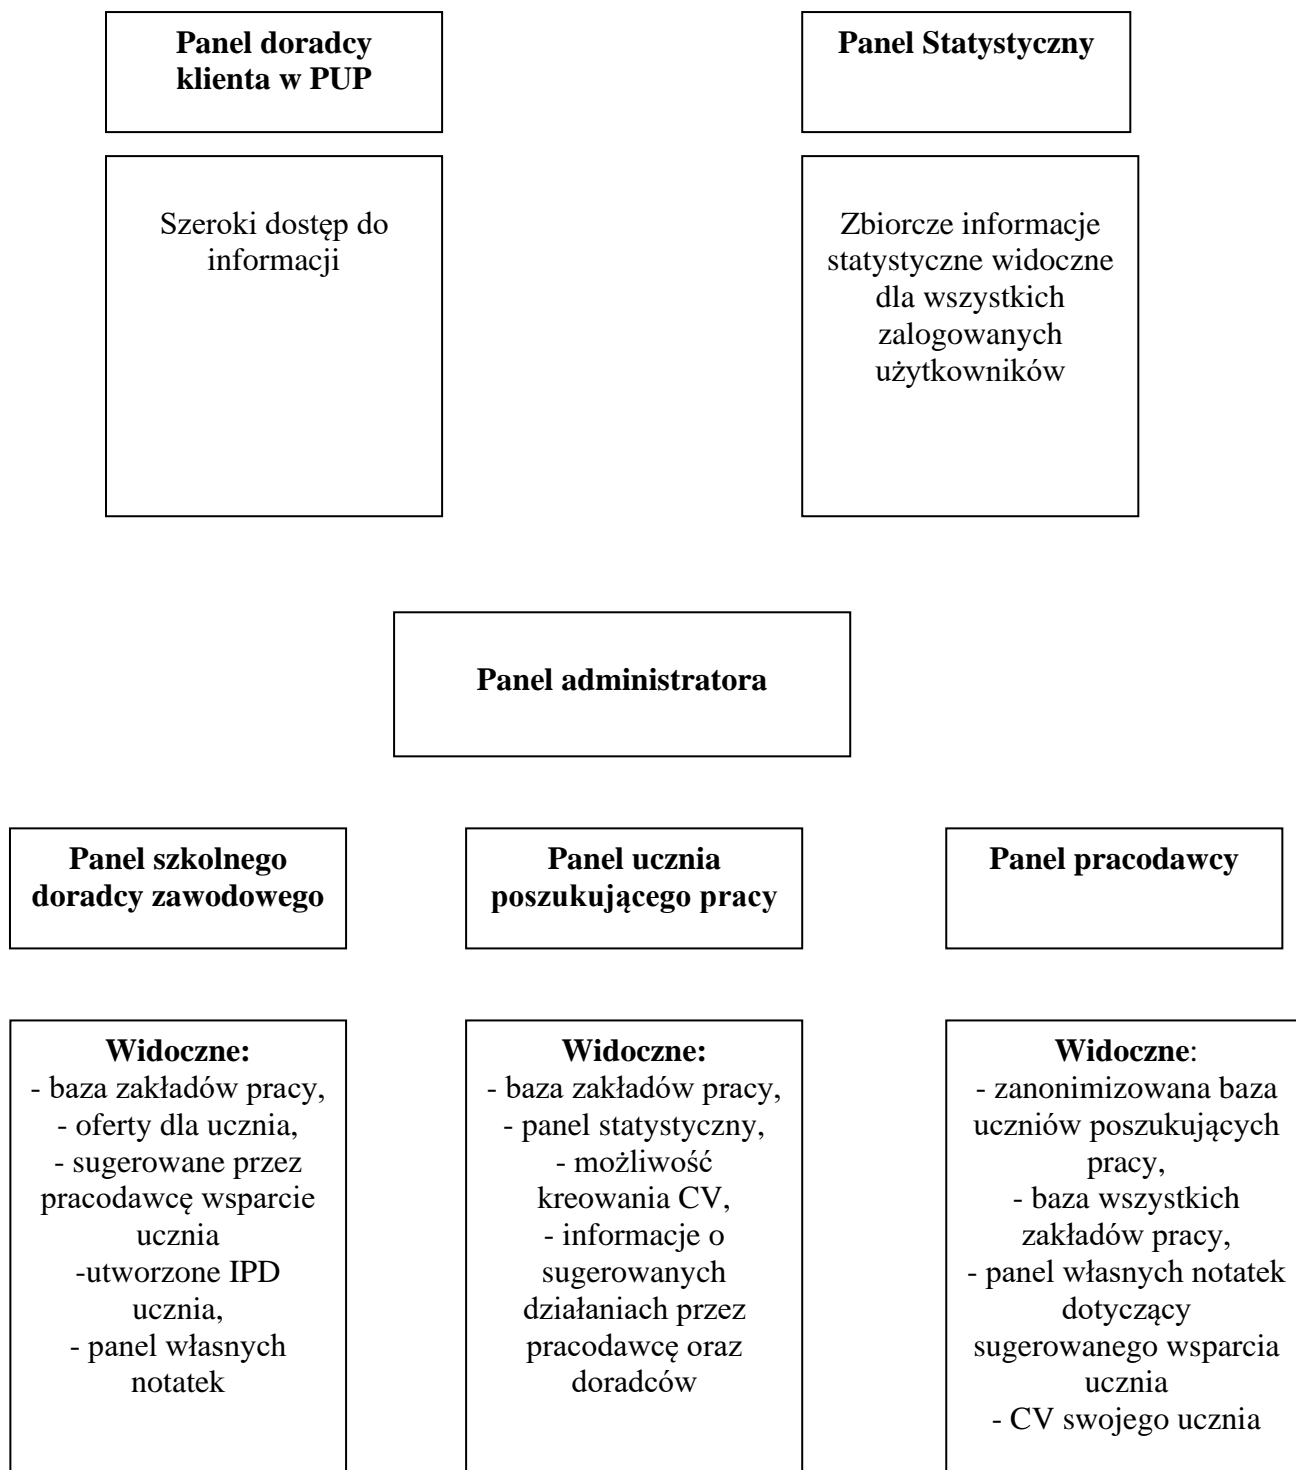 Panel doradcy
klienta w PUP
Panel Statystyczny
Szeroki dostęp do
informacji
Zbiorcze informacje
statystyczne widoczne
dla wszystkich
zalogowanych
użytkowników
Panel administratora
Panel szkolnego
doradcy zawodowego
Panel ucznia
poszukującego pracy
Panel pracodawcy
Widoczne:
- baza zakładów pracy,
- oferty dla ucznia,
- sugerowane przez
pracodawcę wsparcie
ucznia
-utworzone IPD
ucznia,
- panel własnych
notatek
Widoczne:
- baza zakładów pracy,
- panel statystyczny,
- możliwość
kreowania CV,
- informacje o
sugerowanych
działaniach przez
pracodawcę oraz
doradców
Widoczne:
- zanonimizowana baza
uczniów poszukujących
pracy,
- baza wszystkich
zakładów pracy,
- panel własnych notatek
dotyczący
sugerowanego wsparcia
ucznia
- CV swojego ucznia